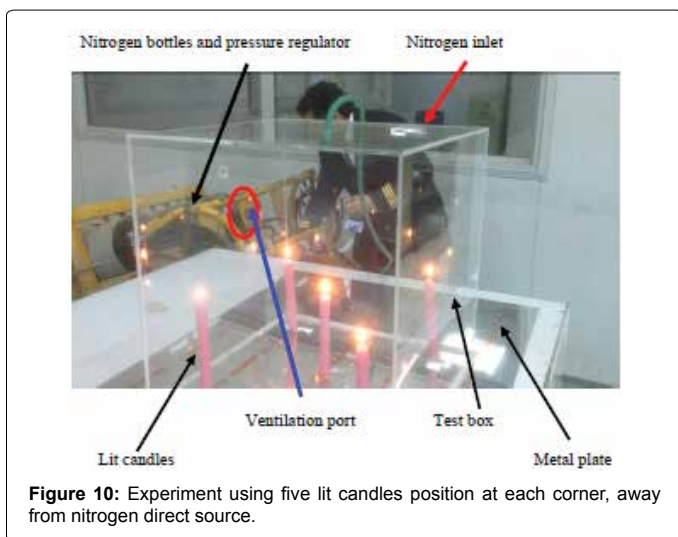 Nitrogen bottles and pressure regulator
Nitrogen inlet
Ventilation port
Test box
Lit candles
Metal plate
Figure 10: Experiment using five lit candles position at each corner, away
from nitrogen direct source.